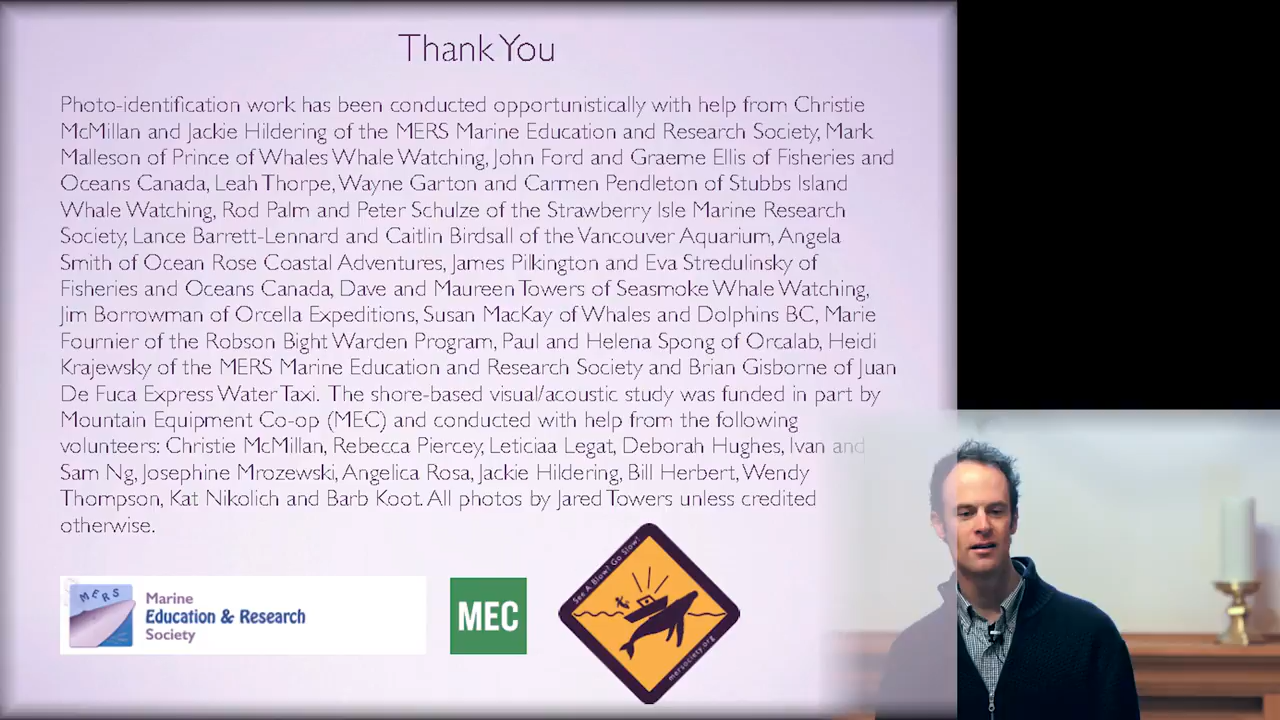 Thank You
Photo-identification work has been conducted opportunistically with help from Christie
McMillan and Jackie Hildering of the MERS Marine Education and Research Society, Mark
Malleson of Prince of Whales Whale Watching, John Ford and Graeme Ellis of Fisheries and
Oceans Canada, Leah Thorpe, Wayne Garton and Carmen Pendleton of Stubbs Island
Whale Watching, Rod Palm and Peter Schulze of the Strawberry Isle Marine Research
Society, Lance Barrett-Lennard and Caitlin Birdsall of the Vancouver Aquarium, Angela
Smith of Ocean Rose Coastal Adventures, James Pilkington and Eva Stredulinsky of
Fisheries and Oceans Canada, Dave and Maureen Towers of Seasmoke Whale Watching,
Jim Borrowman of Orcella Expeditions, Susan MacKay of Whales and Dolphins BC, Marie
Fournier of the Robson Bight Warden Program, Paul and Helena Spong of Orcalab, Heidi
Krajewsky of the MERS Marine Education and Research Society and Brian Gisborne of Juan
De Fuca Express Water Taxi. The shore-based visual/acoustic study was funded in part by
Mountain Equipment Co-op (MEC) and conducted with help from the following
volunteers: Christie McMillan, Rebecca Piercey, Leticiaa Legat, Deborah Hughes, Ivan and
Sam Ng, Josephine Mrozewski, Angelica Rosa, Jackie Hildering, Bill Herbert, Wendy
Thompson, Kat Nikolich and Barb Koot. All photos by Jared Towers unless credited
otherwise.
MERS
Marine
Education & Research
Society
MEC
See A Blow? Go Slow!
mersociety.org